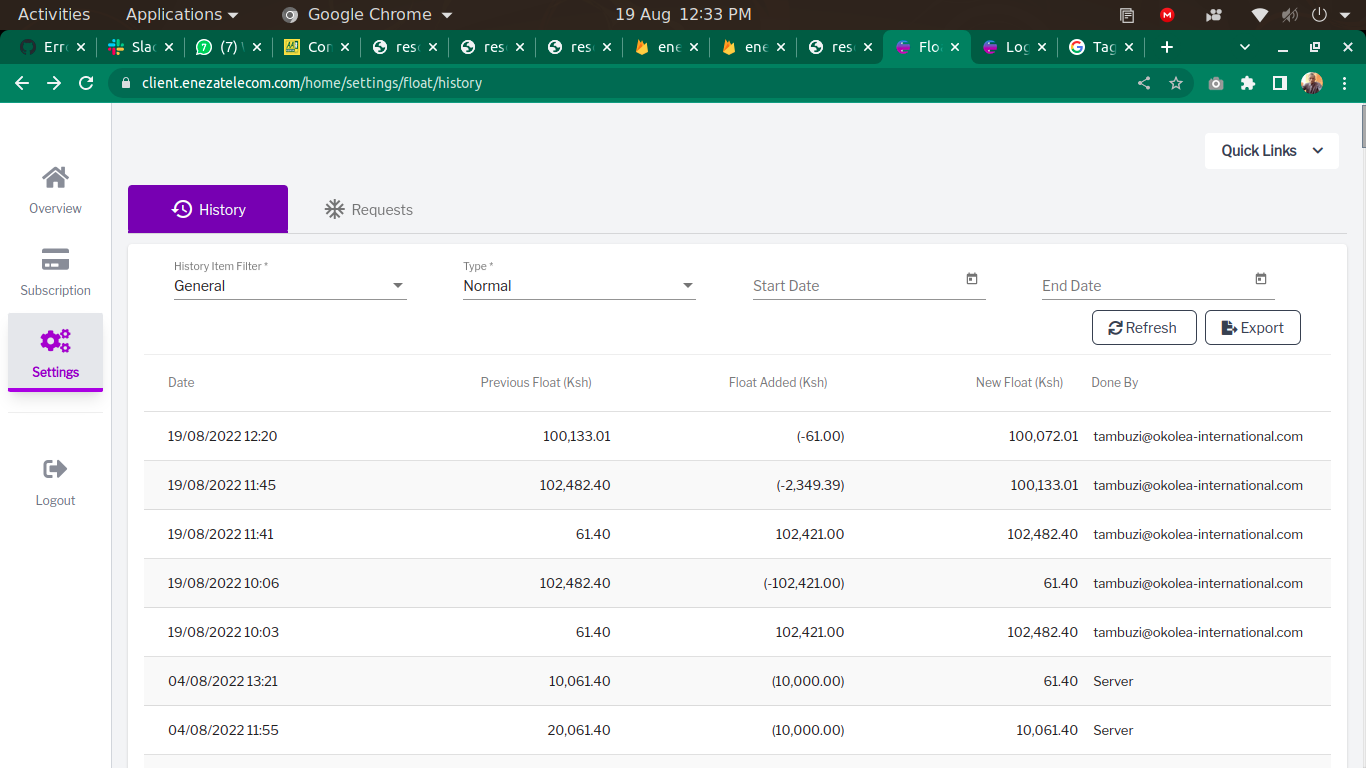 Activities Applications Google Chrome 19 Aug 12:33 PM
Erro Slac (7) W Con reso reso reso ene ene reso Floa Log Tag
client.enezatelecom.com/home/settings/float/history
Quick Links
Overview
Subscription
Settings
Logout
History Requests
History Item Filter * Type *
General Normal Start Date End Date
Refresh Export
Date Previous Float (Ksh) Float Added (Ksh) New Float (Ksh) Done By
19/08/2022 12:20 100,133.01 (-61.00) 100,072.01 tambuzi@okolea-international.com
19/08/2022 11:45 102,482.40 (-2,349.39) 100,133.01 tambuzi@okolea-international.com
19/08/2022 11:41 61.40 102,421.00 102,482.40 tambuzi@okolea-international.com
19/08/2022 10:06 102,482.40 (-102,421.00) 61.40 tambuzi@okolea-international.com
19/08/2022 10:03 61.40 102,421.00 102,482.40 tambuzi@okolea-international.com
04/08/2022 13:21 10,061.40 (10,000.00) 61.40 Server
04/08/2022 11:55 20,061.40 (10,000.00) 10,061.40 Server